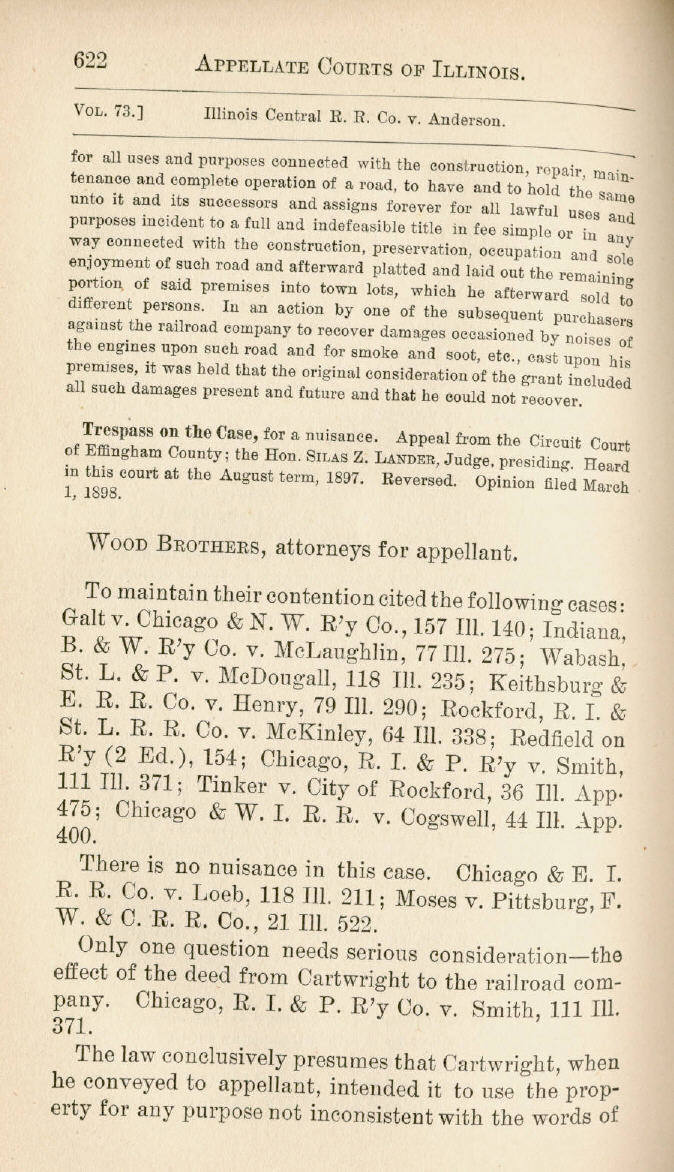 622 APPELLATE COURTS OF ILLINOIS.
VOL. 73.] Illinois Central R. R. Co. v. Anderson.
for all uses and purposes connected with the construction, repair, main-
tenance and complete operation of a road, to have and to hold the same
unto it and its successors and assigns forever for all lawful uses and
purposes incident to a full and indefeasible title in fee simple or in any
way connected with the construction, preservation, occupation and sole
enjoyment of such road and afterward platted and laid out the remaining
portion of said premises into town lots, which he afterward sold to
different persons. In an action by one of the subsequent purchasers
against the railroad company to recover damages occasioned by noises of
the engines upon such road and for smoke and soot, etc., cast upon his
premises, it was held that the original consideration of the grant included
all such damages present and future and that he could not recover.
Trespass on the Case, for a nuisance. Appeal from the Circuit Court
of Effingham County; the Hon. SILAS Z. LANDER, Judge, presiding. Heard
in this court at the August term, 1897. Reversed. Opinion filed March
1, 1898.
WOOD BROTHERS, attorneys for appellant.
To maintain their contention cited the following cases:
Galt v. Chicago & N. W. R'y Co., 157 Ill. 140; Indiana,
B. & W. R'y Co. v. McLaughlin, 77 Ill. 275; Wabash,
St. L. & P. v. McDougall, 118 Ill. 235; Keithsburg &
E. R. R. Co. v. Henry, 79 Ill. 290; Rockford, R. I. &
St. L. R. R. Co. v. McKinley, 64 Ill. 338; Redfield on
R'y (2 Ed.), 154; Chicago, R. I. & P. R'y v. Smith,
111 Ill. 371; Tinker v. City of Rockford, 36 Ill. App.
475; Chicago & W. I. R. R. v. Cogswell, 44 Ill. App.
400.
There is no nuisance in this case. Chicago & E. I.
R. R. Co. v. Loeb, 118 Ill. 211; Moses v. Pittsburg, F.
W. & C. R. R. Co., 21 Ill. 522.
Only one question needs serious consideration—the
effect of the deed from Cartwright to the railroad com-
pany. Chicago, R. I. & P. R'y Co. v. Smith, 111 Ill.
371.
The law conclusively presumes that Cartwright, when
he conveyed to appellant, intended it to use the prop-
erty for any purpose not inconsistent with the words of